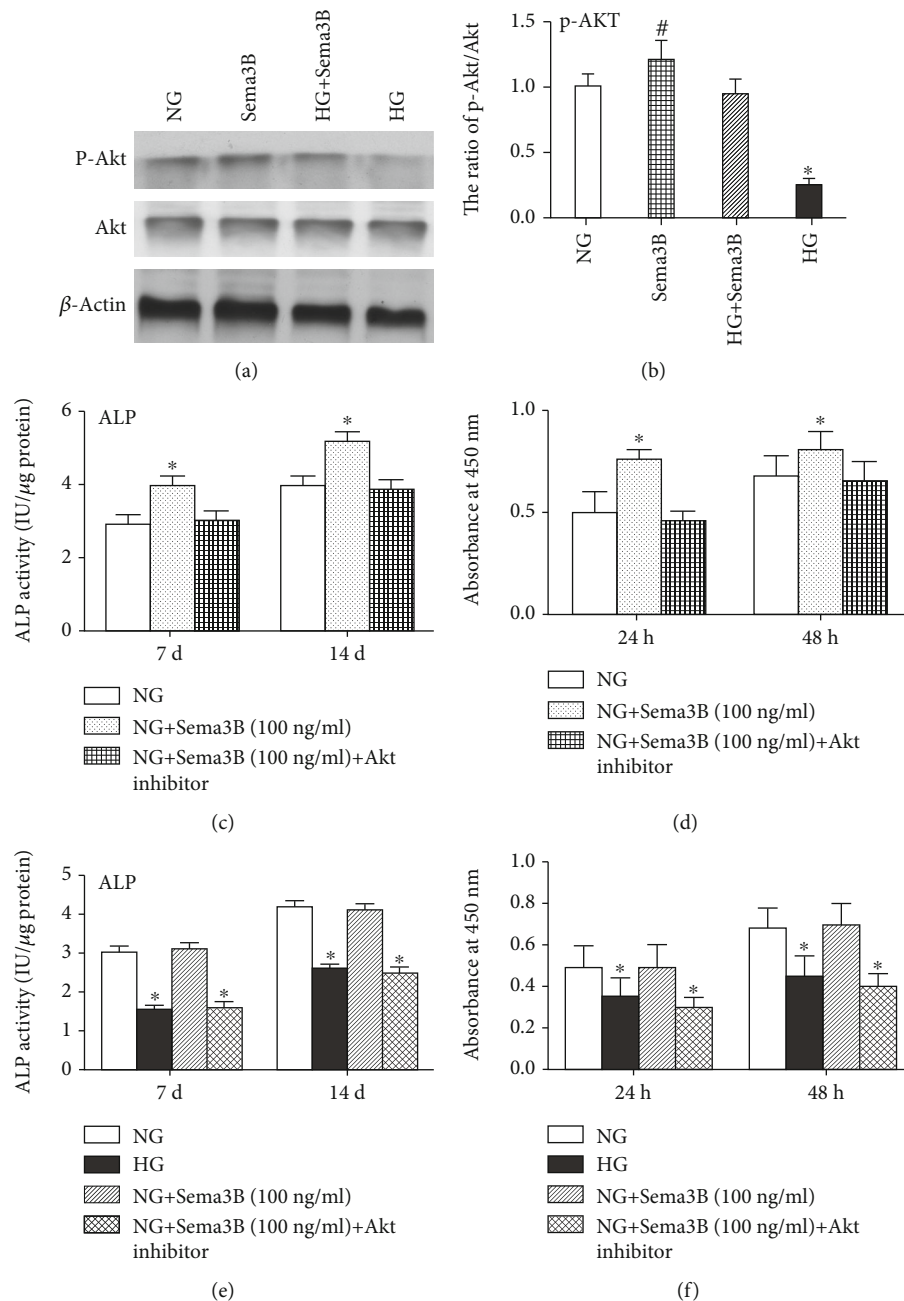 NG
Sema3B
HG+Sema3B
HG
P-Akt
Akt
β-Actin
(a)
p-AKT
The ratio of p-Akt/Akt
1.5
1.0
0.5
0.0
#
*
NG
Sema3B
HG+Sema3B
HG
(b)
ALP
ALP activity (IU/μg protein)
6
4
2
0
*
*
7 d
14 d
NG
NG+Sema3B (100 ng/ml)
NG+Sema3B (100 ng/ml)+Akt
inhibitor
(c)
Absorbance at 450 nm
1.0
0.5
0.0
*
*
24 h
48 h
NG
NG+Sema3B (100 ng/ml)
NG+Sema3B (100 ng/ml)+Akt
inhibitor
(d)
ALP
ALP activity (IU/μg protein)
5
4
3
2
1
0
*
*
*
*
7 d
14 d
NG
HG
NG+Sema3B (100 ng/ml)
NG+Sema3B (100 ng/ml)+Akt
inhibitor
(e)
Absorbance at 450 nm
1.0
0.8
0.6
0.4
0.2
0.0
*
*
*
*
24 h
48 h
NG
HG
NG+Sema3B (100 ng/ml)
NG+Sema3B (100 ng/ml)+Akt
inhibitor
(f)